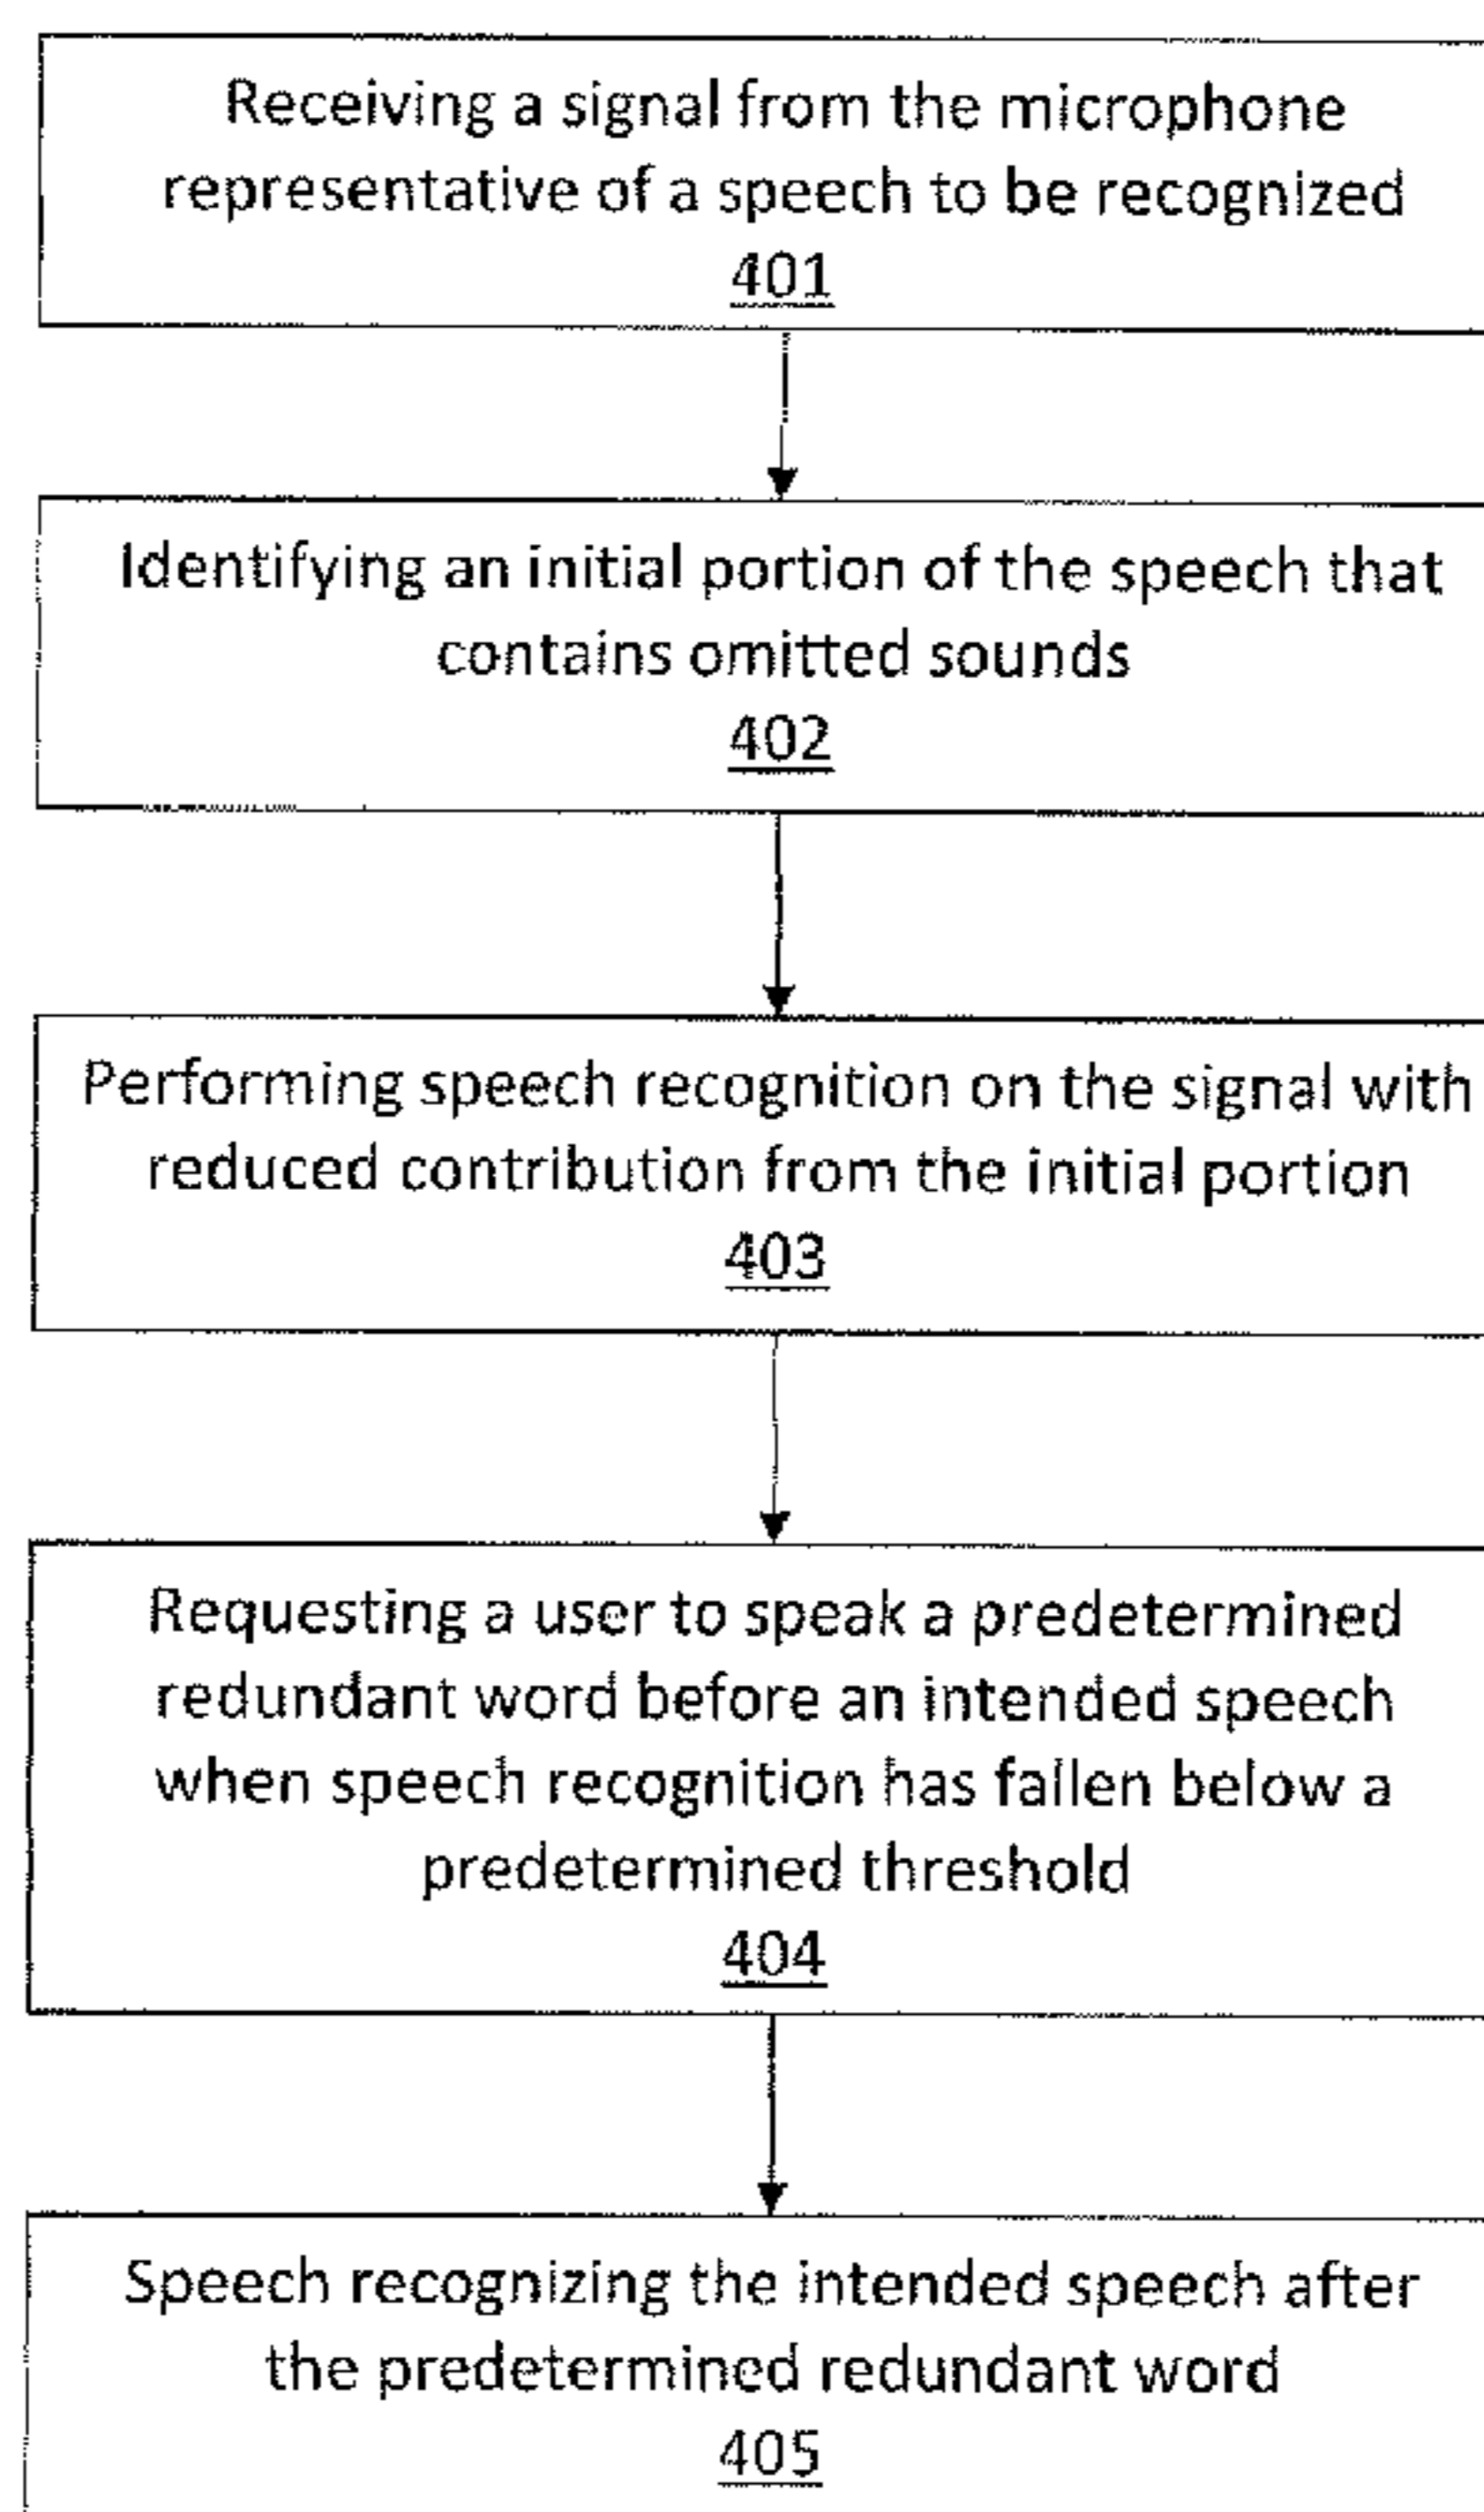 Receiving a signal from the microphone
representative of a speech to be recognized
401
Identifying an initial portion of the speech that
contains omitted sounds
402
Performing speech recognition on the signal with
reduced contribution from the initial portion
403
Requesting a user to speak a predetermined
redundant word before an intended speech
when speech recognition has fallen below a
predetermined threshold
404
Speech recognizing the intended speech after
the predetermined redundant word
405